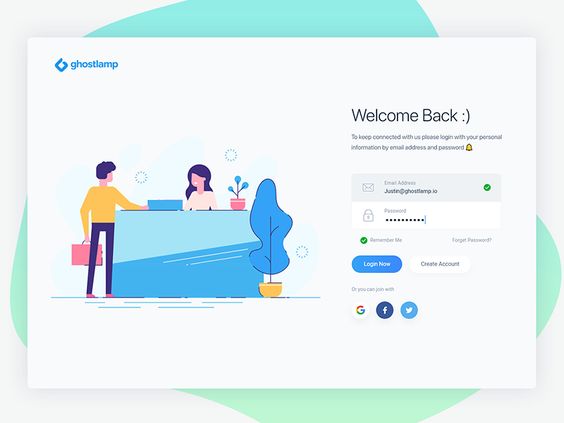 ghostlamp
Welcome Back :)
To keep connected with us please login with your personal
information by email address and password 🔔
Email Address
Justin@ghostlamp.io
Password
••••••••••
Remember Me
Forget Password?
Login Now
Create Account
Or you can join with
G
f